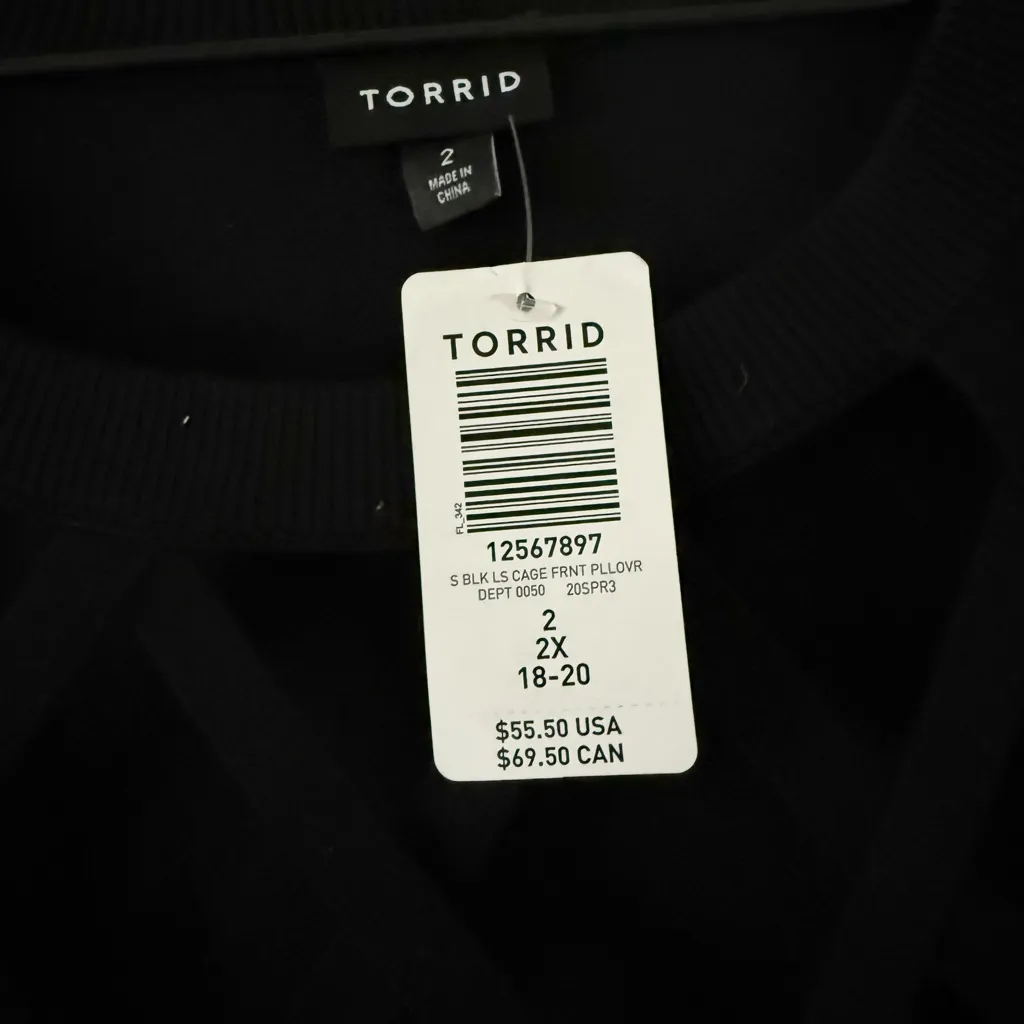 TORRID
2
MADE IN
CHINA
TORRID
FL_342
12567897
S BLK LS CAGE FRNT PLLOVR
DEPT 0050 20SPR3
2
2X
18-20
$55.50 USA
$69.50 CAN